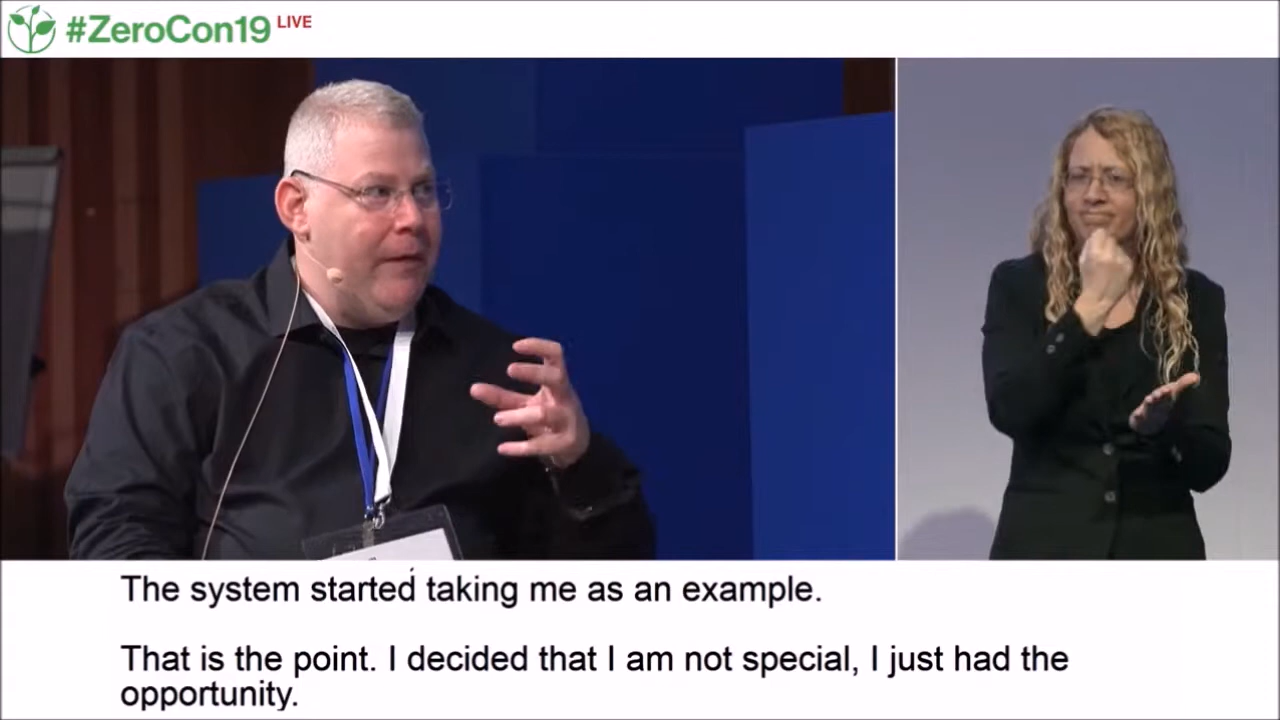 #ZeroCon19 LIVE
The system started taking me as an example.
That is the point. I decided that I am not special, I just had the
opportunity.